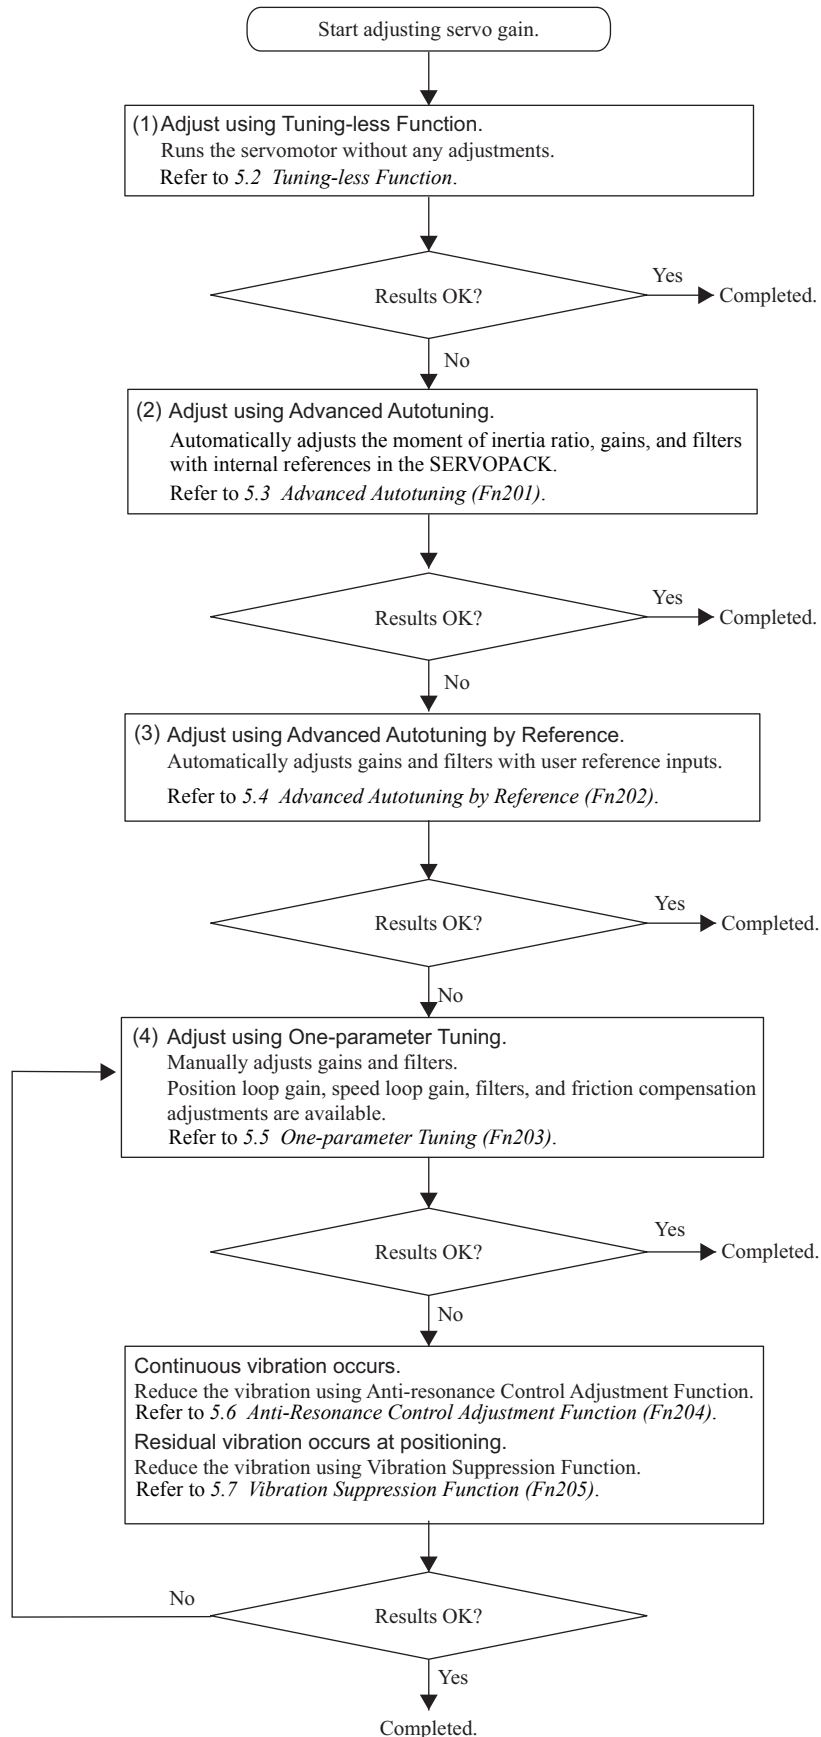 Start adjusting servo gain.
(1) Adjust using Tuning-less Function.
Runs the servomotor without any adjustments.
Refer to 5.2 Tuning-less Function.
Results OK?
Yes
Completed.
No
(2) Adjust using Advanced Autotuning.
Automatically adjusts the moment of inertia ratio, gains, and filters
with internal references in the SERVOPACK.
Refer to 5.3 Advanced Autotuning (Fn201).
Results OK?
Yes
Completed.
No
(3) Adjust using Advanced Autotuning by Reference.
Automatically adjusts gains and filters with user reference inputs.
Refer to 5.4 Advanced Autotuning by Reference (Fn202).
Results OK?
Yes
Completed.
No
(4) Adjust using One-parameter Tuning.
Manually adjusts gains and filters.
Position loop gain, speed loop gain, filters, and friction compensation
adjustments are available.
Refer to 5.5 One-parameter Tuning (Fn203).
Results OK?
Yes
Completed.
No
Continuous vibration occurs.
Reduce the vibration using Anti-resonance Control Adjustment Function.
Refer to 5.6 Anti-Resonance Control Adjustment Function (Fn204).
Residual vibration occurs at positioning.
Reduce the vibration using Vibration Suppression Function.
Refer to 5.7 Vibration Suppression Function (Fn205).
No
Results OK?
Yes
Completed.